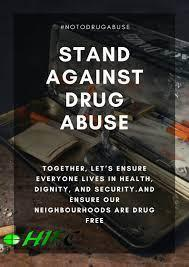 #NOTODRUGABUSE
STAND
AGAINST
DRUG
ABUSE
TOGETHER, LET'S ENSURE
EVERYONE LIVES IN HEALTH,
DIGNITY, AND SECURITY.AND
ENSURE OUR
NEIGHBOURHOODS ARE DRUG
FREE